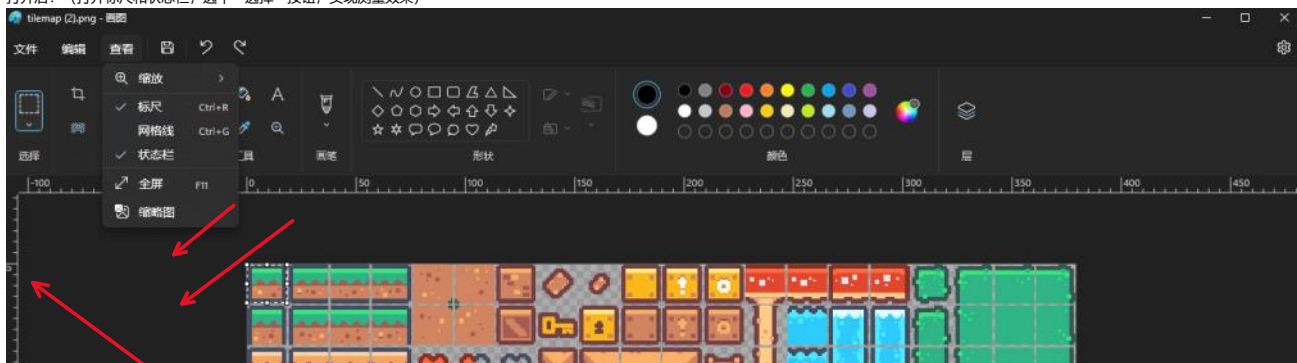 打开后：（打开标尺和状态栏，选中“选择”按钮，实现测量效果）
tilemap (2).png - 画图
文件 编辑 查看
缩放
标尺 Ctrl+R
网格线 Ctrl+G
状态栏
全屏 F11
缩略图
A
选择 具 画笔 形状 颜色 层
-100 0 50 100 150 200 250 300 350 400 450
0